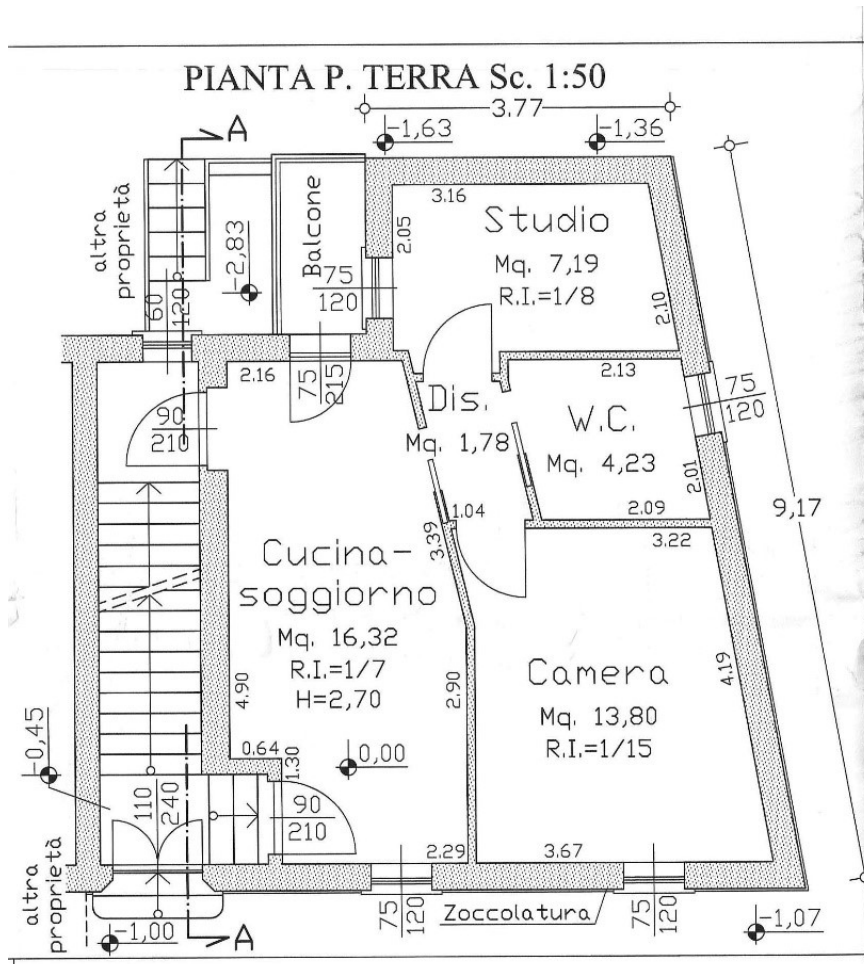 PIANTA P. TERRA Sc. 1:50
3.77
A
-1,63
-1,36
altra
proprietà
-2,83
Balcone
60
120
75
120
2.05
3.16
Studio
Mq. 7,19
R.I.=1/8
2.10
2.16
75
215
90
210
Dis.
Mq. 1,78
2.13
W.C.
Mq. 4,23
2.01
2.09
75
120
9,17
1.04
3.39
3.22
Cucina-
soggiorno
Mq. 16,32
R.I.=1/7
H=2,70
4.90
2.90
Camera
Mq. 13,80
R.I.=1/15
4.19
-0,45
0.64
1.30
0,00
110
240
90
210
2.29
3.67
altra
proprietà
-1,00
A
75
120
Zoccolatura
75
120
-1,07